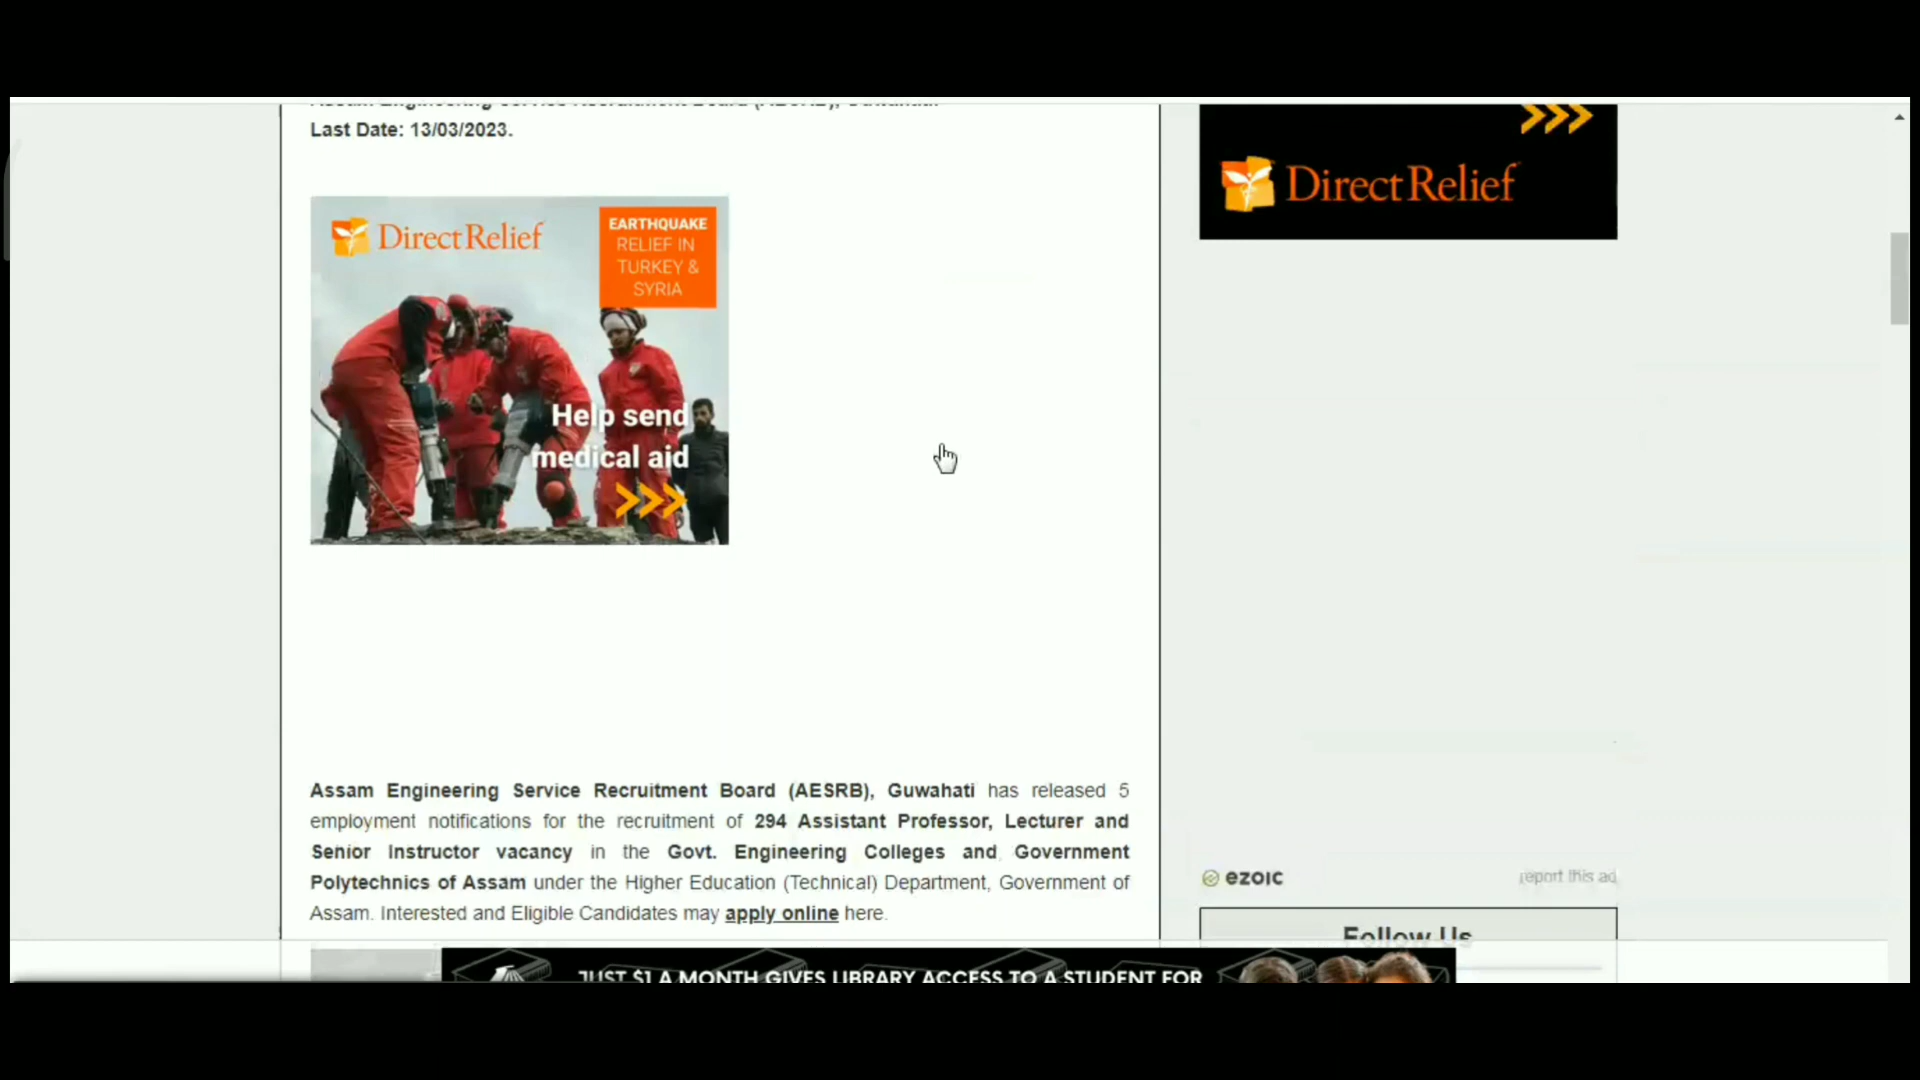 Last Date: 13/03/2023.
DirectRelief
EARTHQUAKE
RELIEF IN
TURKEY &
SYRIA
Help send
medical aid
Assam Engineering Service Recruitment Board (AESRB), Guwahati has released 5
employment notifications for the recruitment of 294 Assistant Professor, Lecturer and
Senior Instructor vacancy in the Govt. Engineering Colleges and Government
Polytechnics of Assam under the Higher Education (Technical) Department, Government of
Assam. Interested and Eligible Candidates may apply online here.
DirectRelief
ezoic
report this ad
Follow Us
JUST $1 A MONTH GIVES LIBRARY ACCESS TO A STUDENT FOR